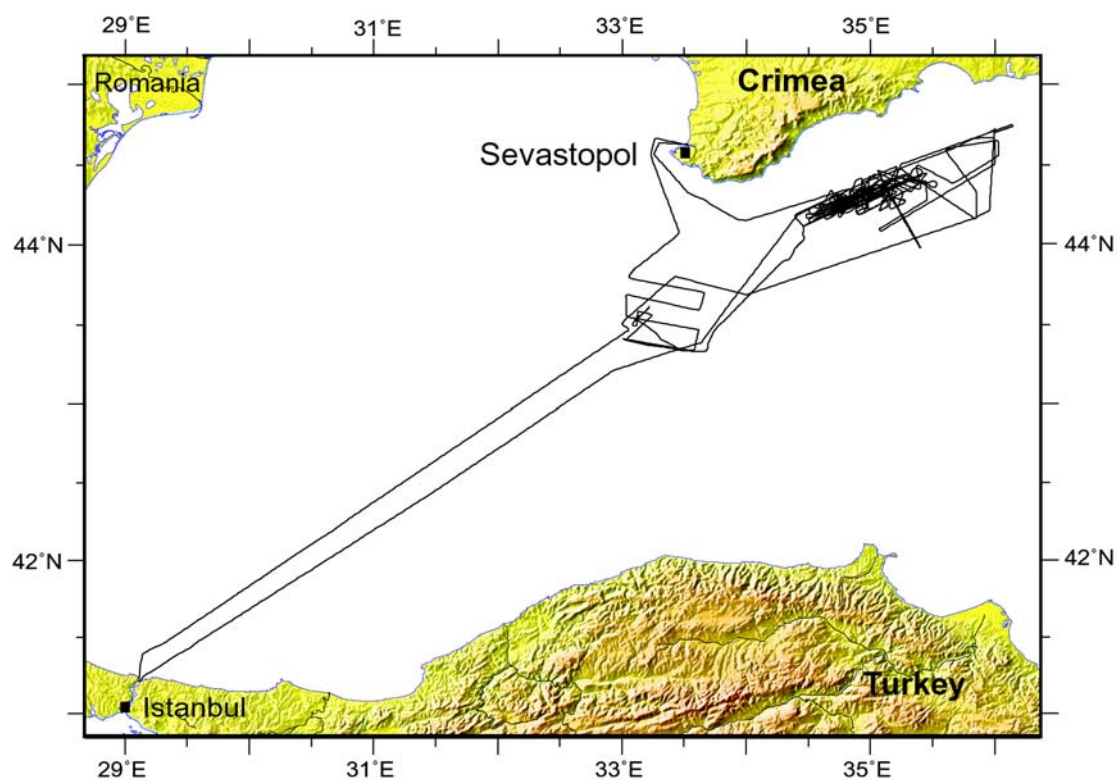 29˚E 31˚E 33˚E 35˚E
Romania
Crimea
Sevastopol
44˚N 44˚N
42˚N 42˚N
Turkey
Istanbul
29˚E 31˚E 33˚E 35˚E